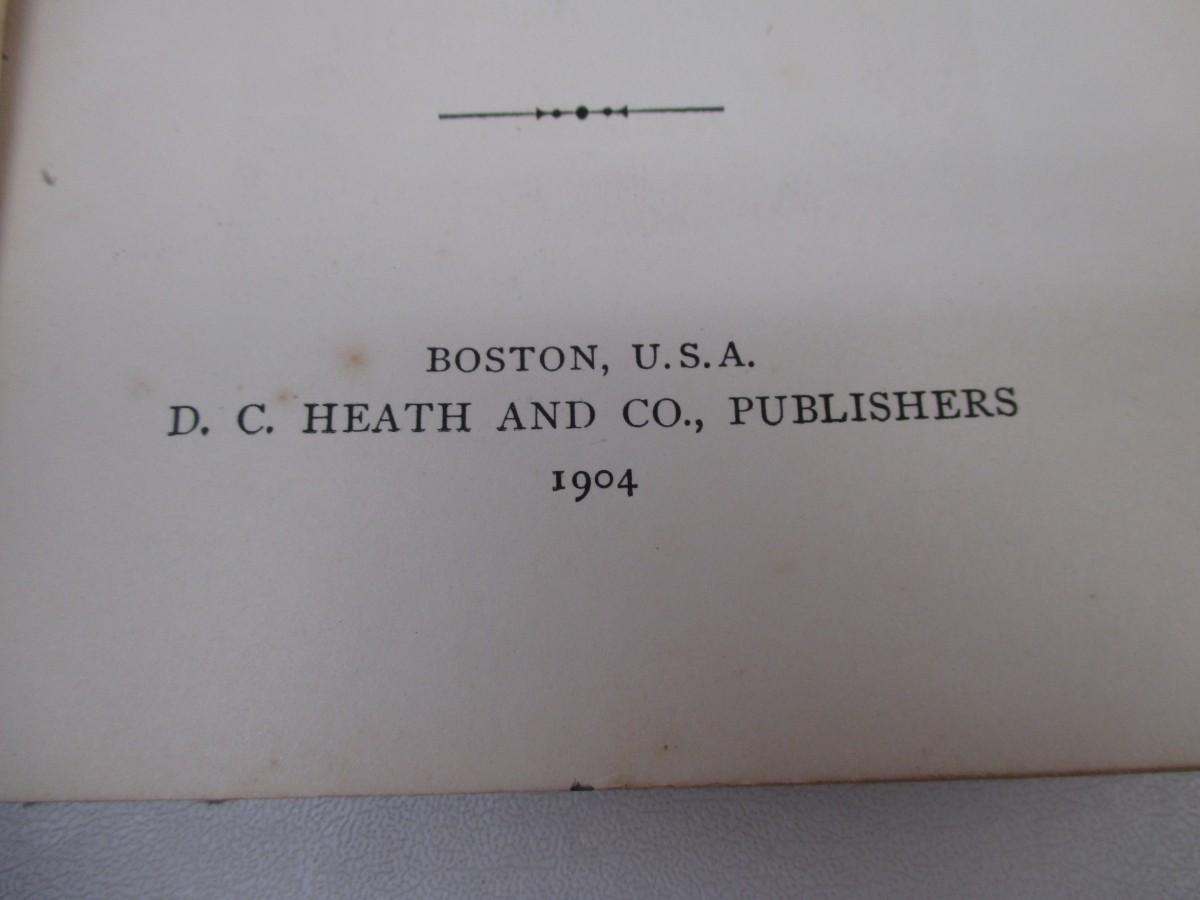 BOSTON, U.S.A.
D. C. HEATH AND CO., PUBLISHERS
1904